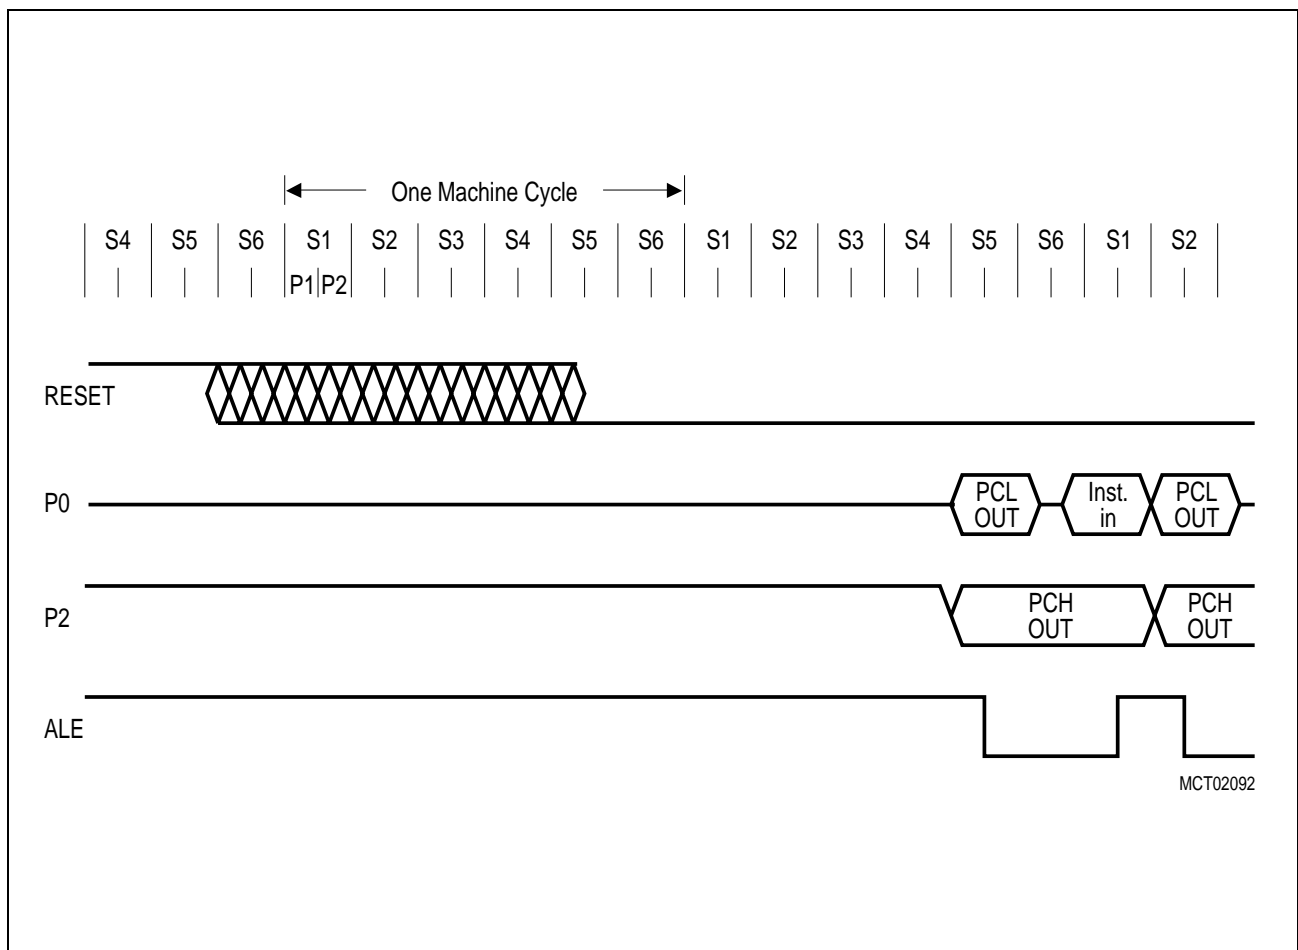 One Machine Cycle
S4 S5 S6 S1 S2 S3 S4 S5 S6 S1 S2 S3 S4 S5 S6 S1 S2
P1 P2
RESET
P0
PCL OUT
Inst. in
PCL OUT
P2
PCH OUT
PCH OUT
ALE
MCT02092